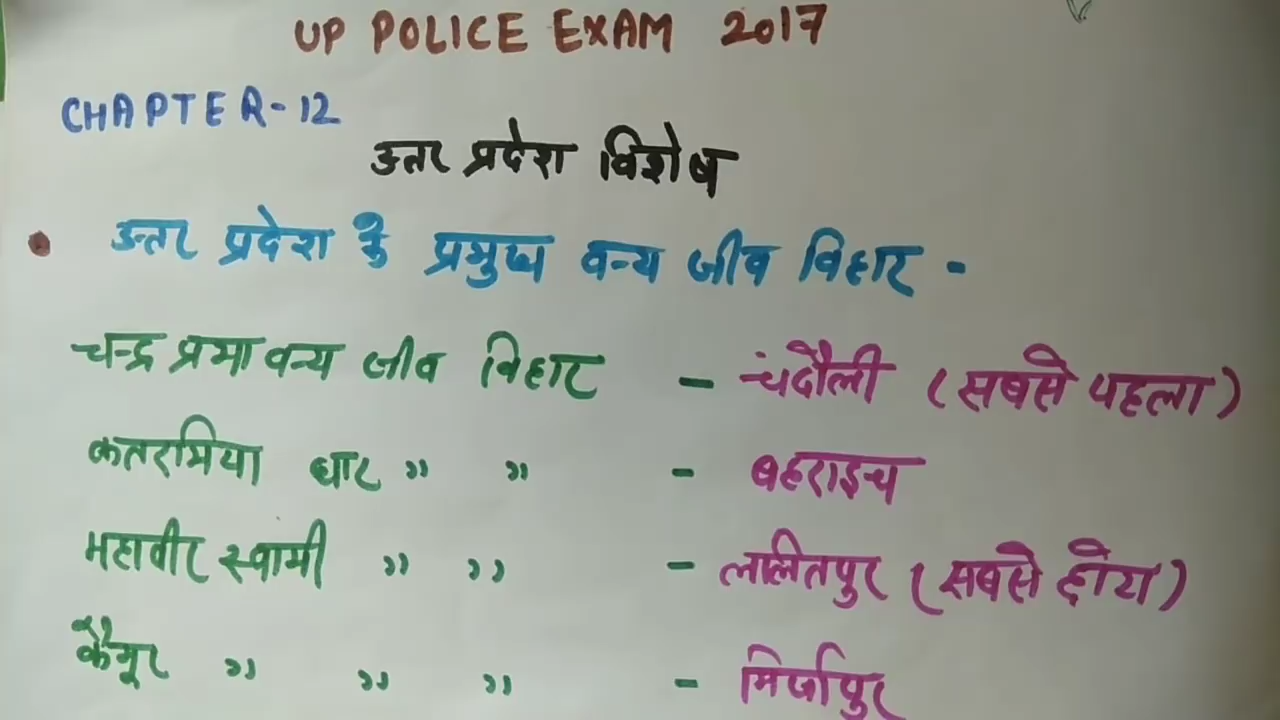 UP POLICE EXAM 2017
CHAPTER-12
उत्तर प्रदेश विशेष
• उत्तर प्रदेश के प्रमुख वन्य जीव विहार -
चन्द्र प्रभा वन्य जीव विहार - चंदौली (सबसे पहला)
कतरनिया घाट " " - बहराइच
महावीर स्वामी " " - ललितपुर (सबसे छोटा)
कैमूर " " " - मिर्जापुर